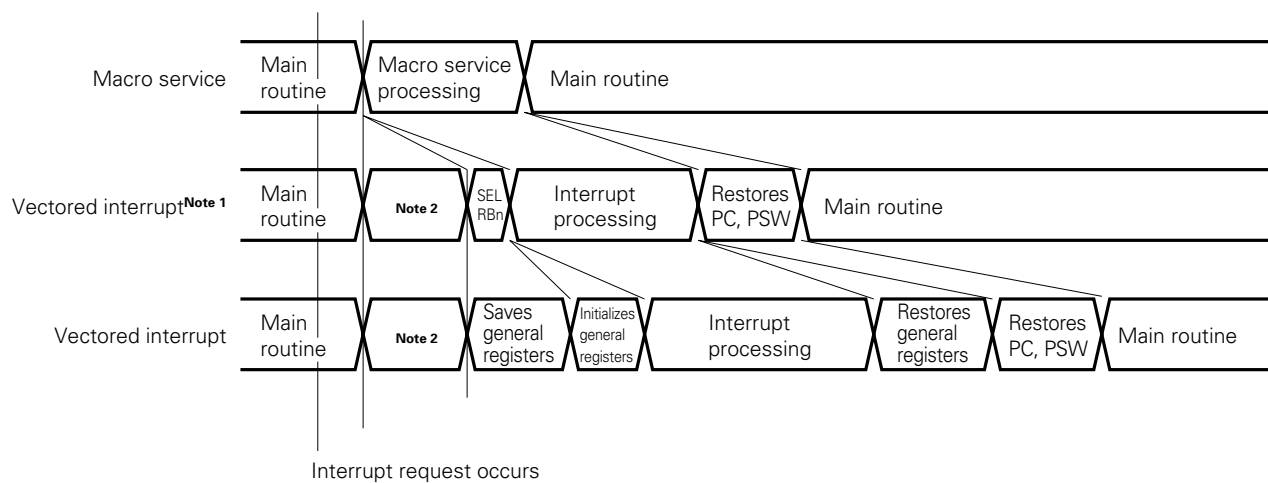 Macro service
Main
routine
Macro service
processing
Main routine
Vectored interruptNote 1
Main
routine
Note 2
SEL
RBn
Interrupt
processing
Restores
PC, PSW
Main routine
Vectored interrupt
Main
routine
Note 2
Saves
general
registers
Initializes
general
registers
Interrupt
processing
Restores
general
registers
Restores
PC, PSW
Main routine
Interrupt request occurs